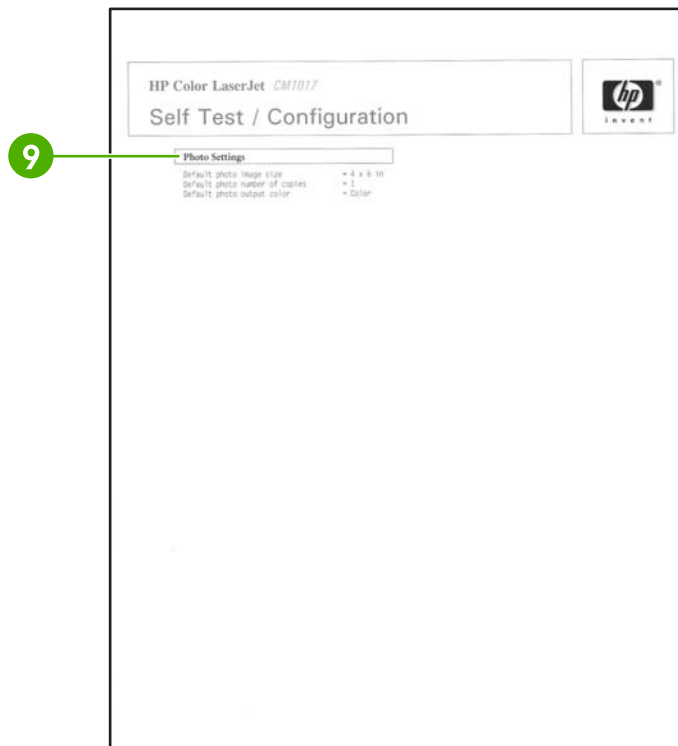 HP Color LaserJet CM1017
Self Test / Configuration
hp
®
invent
9
Photo Settings
Default photo image size = 4 x 6 in
Default photo number of copies = 1
Default photo output color = Color